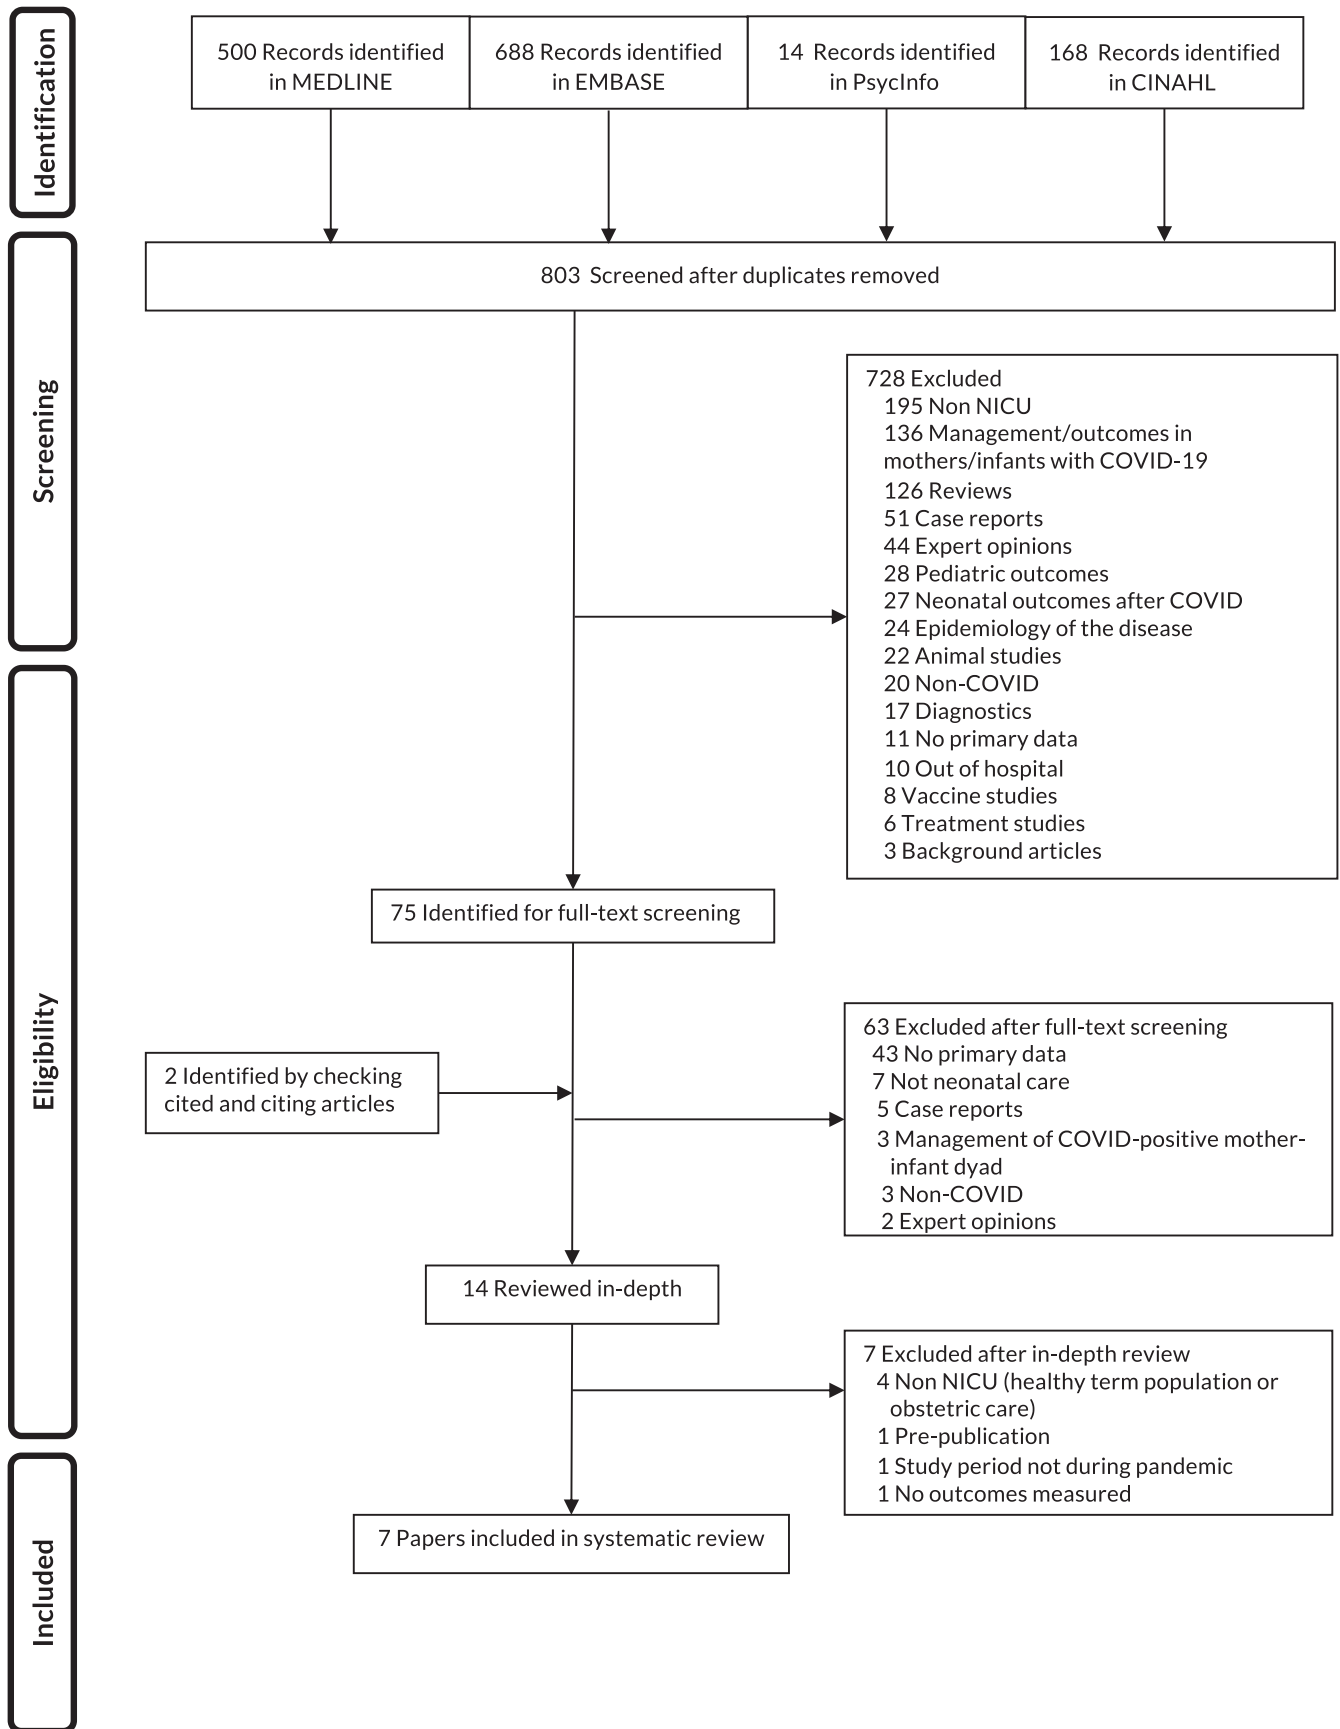 Identification
500 Records identified
in MEDLINE
688 Records identified
in EMBASE
14 Records identified
in PsycInfo
168 Records identified
in CINAHL
Screening
803 Screened after duplicates removed
728 Excluded
195 Non NICU
136 Management/outcomes in
mothers/infants with COVID-19
126 Reviews
51 Case reports
44 Expert opinions
28 Pediatric outcomes
27 Neonatal outcomes after COVID
24 Epidemiology of the disease
22 Animal studies
20 Non-COVID
17 Diagnostics
11 No primary data
10 Out of hospital
8 Vaccine studies
6 Treatment studies
3 Background articles
Eligibility
75 Identified for full-text screening
2 Identified by checking
cited and citing articles
63 Excluded after full-text screening
43 No primary data
7 Not neonatal care
5 Case reports
3 Management of COVID-positive mother-
infant dyad
3 Non-COVID
2 Expert opinions
14 Reviewed in-depth
7 Excluded after in-depth review
4 Non NICU (healthy term population or
obstetric care)
1 Pre-publication
1 Study period not during pandemic
1 No outcomes measured
Included
7 Papers included in systematic review